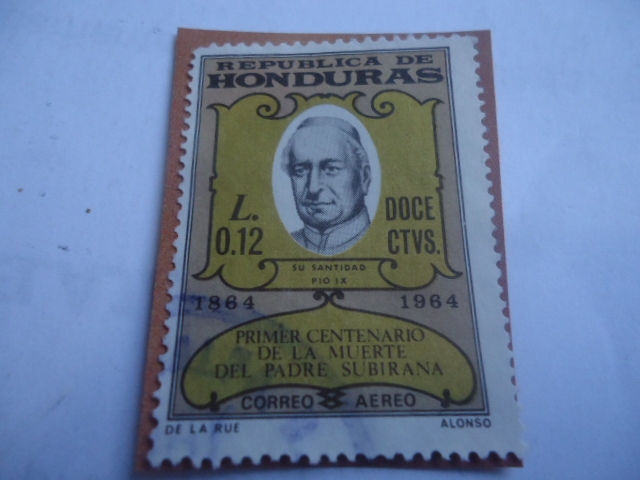 REPUBLICA DE
HONDURAS
L. DOCE
0.12 CTVS.
SU SANTIDAD
PIO IX
1864 1964
PRIMER CENTENARIO
DE LA MUERTE
DEL PADRE SUBIRANA
CORREO AEREO
DE LA RUE ALONSO